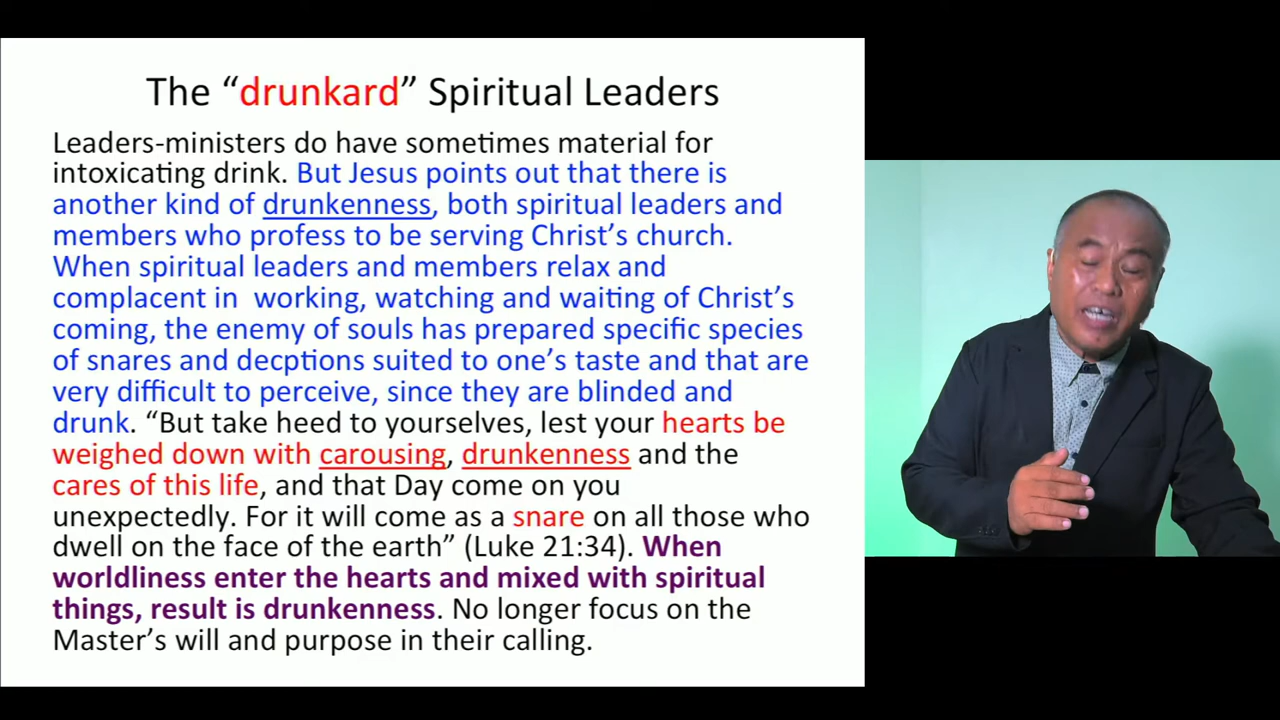 The “drunkard” Spiritual Leaders
Leaders-ministers do have sometimes material for
intoxicating drink. But Jesus points out that there is
another kind of drunkenness, both spiritual leaders and
members who profess to be serving Christ’s church.
When spiritual leaders and members relax and
complacent in  working, watching and waiting of Christ’s
coming, the enemy of souls has prepared specific species
of snares and decptions suited to one’s taste and that are
very difficult to perceive, since they are blinded and
drunk. “But take heed to yourselves, lest your hearts be
weighed down with carousing, drunkenness and the
cares of this life, and that Day come on you
unexpectedly. For it will come as a snare on all those who
dwell on the face of the earth” (Luke 21:34). When
worldliness enter the hearts and mixed with spiritual
things, result is drunkenness. No longer focus on the
Master’s will and purpose in their calling.